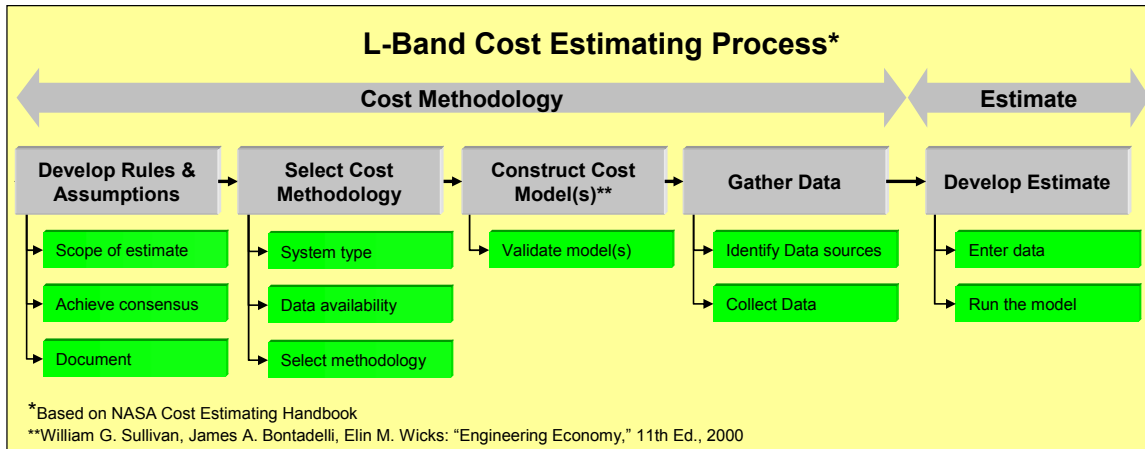 L-Band Cost Estimating Process*
Cost Methodology
Estimate
Develop Rules &
Assumptions
Scope of estimate
Achieve consensus
Document
Select Cost
Methodology
System type
Data availability
Select methodology
Construct Cost
Model(s)**
Validate model(s)
Gather Data
Identify Data sources
Collect Data
Develop Estimate
Enter data
Run the model
*Based on NASA Cost Estimating Handbook
**William G. Sullivan, James A. Bontadelli, Elin M. Wicks: “Engineering Economy,” 11th Ed., 2000